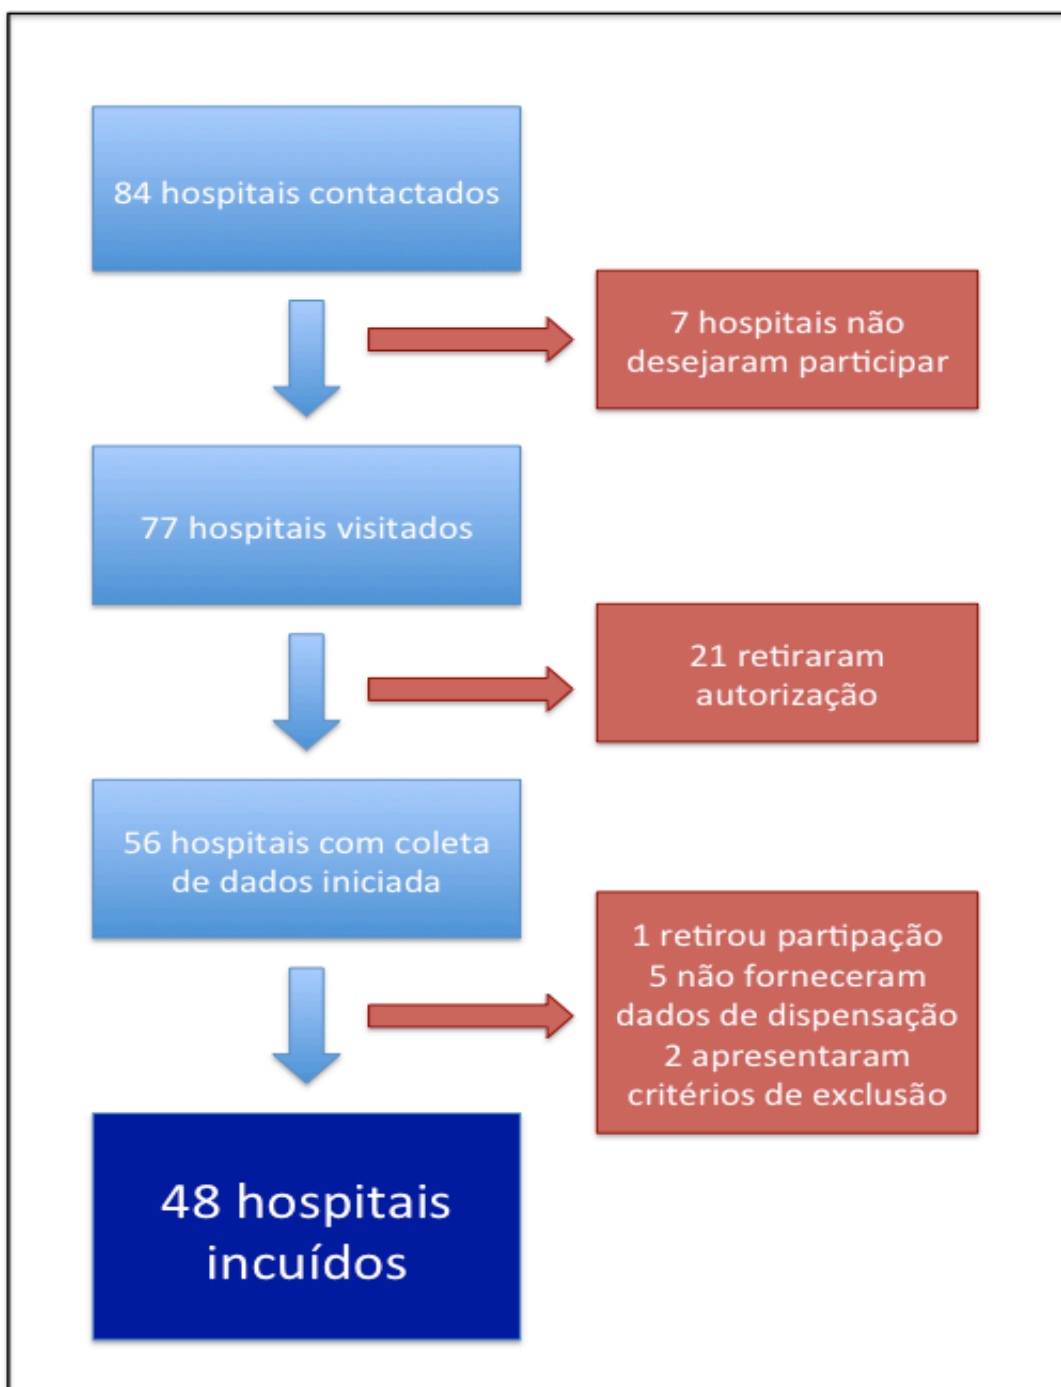 84 hospitais contactados
7 hospitais não
desejaram participar
77 hospitais visitados
21 retiraram
autorização
56 hospitais com coleta
de dados iniciada
1 retirou partipação
5 não forneceram
dados de dispensação
2 apresentaram
critérios de exclusão
48 hospitais
incuídos